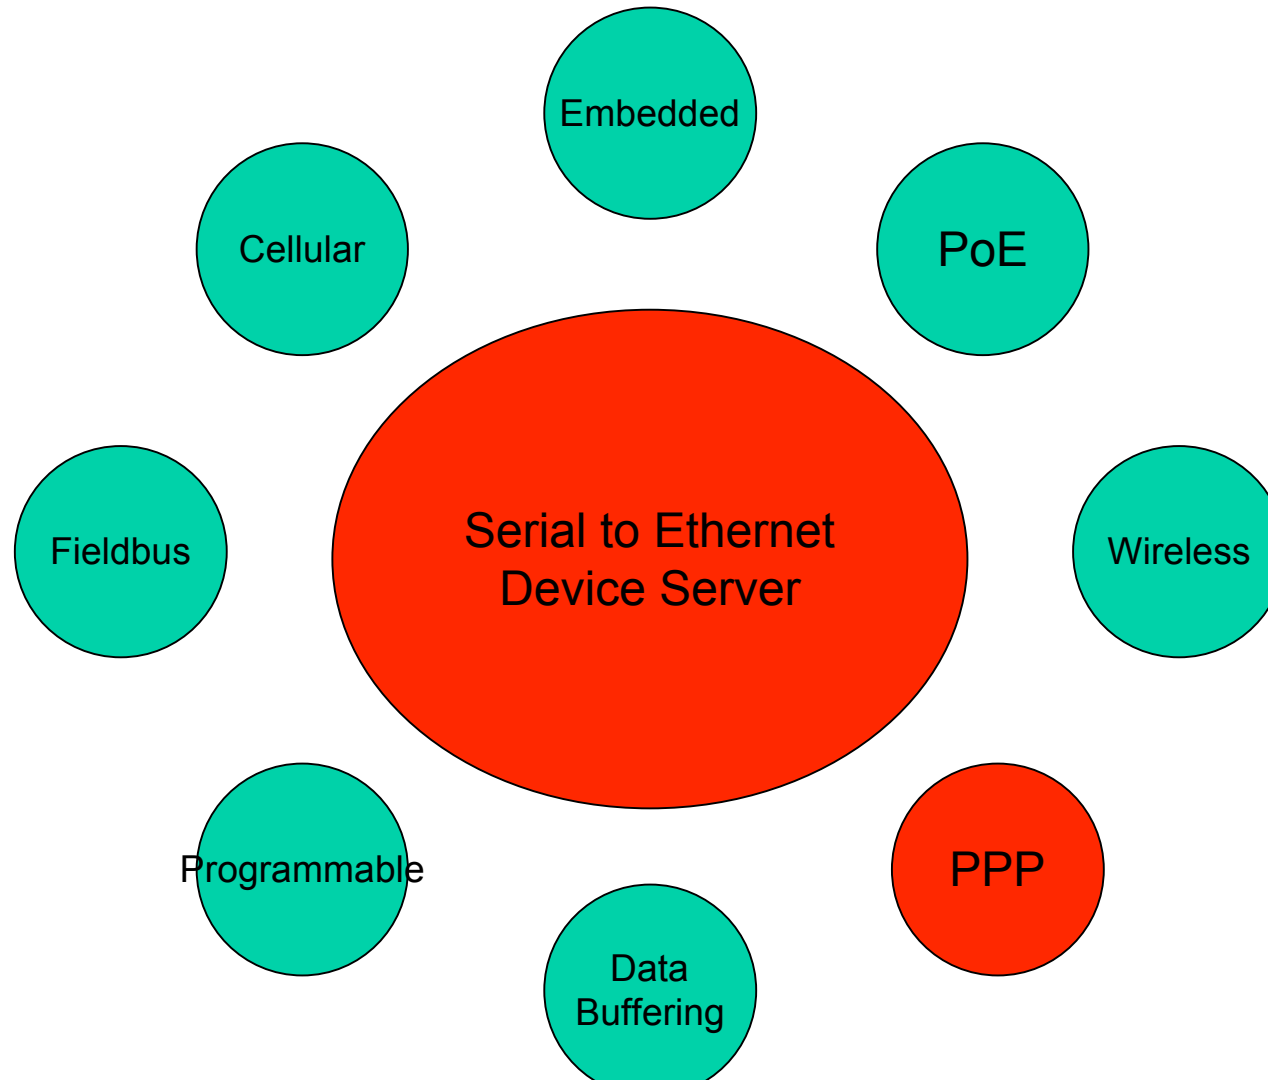 Embedded
Cellular
PoE
Serial to Ethernet
Device Server
Fieldbus
Wireless
Programmable
PPP
Data
Buffering